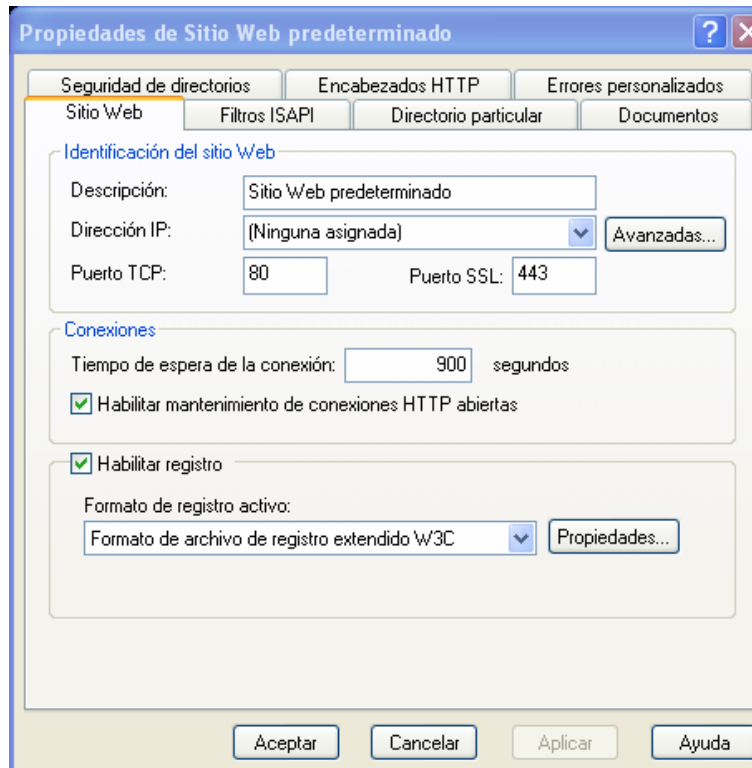 Propiedades de Sitio Web predeterminado
Seguridad de directorios Encabezados HTTP Errores personalizados
Sitio Web Filtros ISAPI Directorio particular Documentos
Identificación del sitio Web
Descripción: Sitio Web predeterminado
Dirección IP: (Ninguna asignada) Avanzadas...
Puerto TCP: 80 Puerto SSL: 443
Conexiones
Tiempo de espera de la conexión: 900 segundos
Habilitar mantenimiento de conexiones HTTP abiertas
Habilitar registro
Formato de registro activo:
Formato de archivo de registro extendido W3C Propiedades...
Aceptar Cancelar Aplicar Ayuda